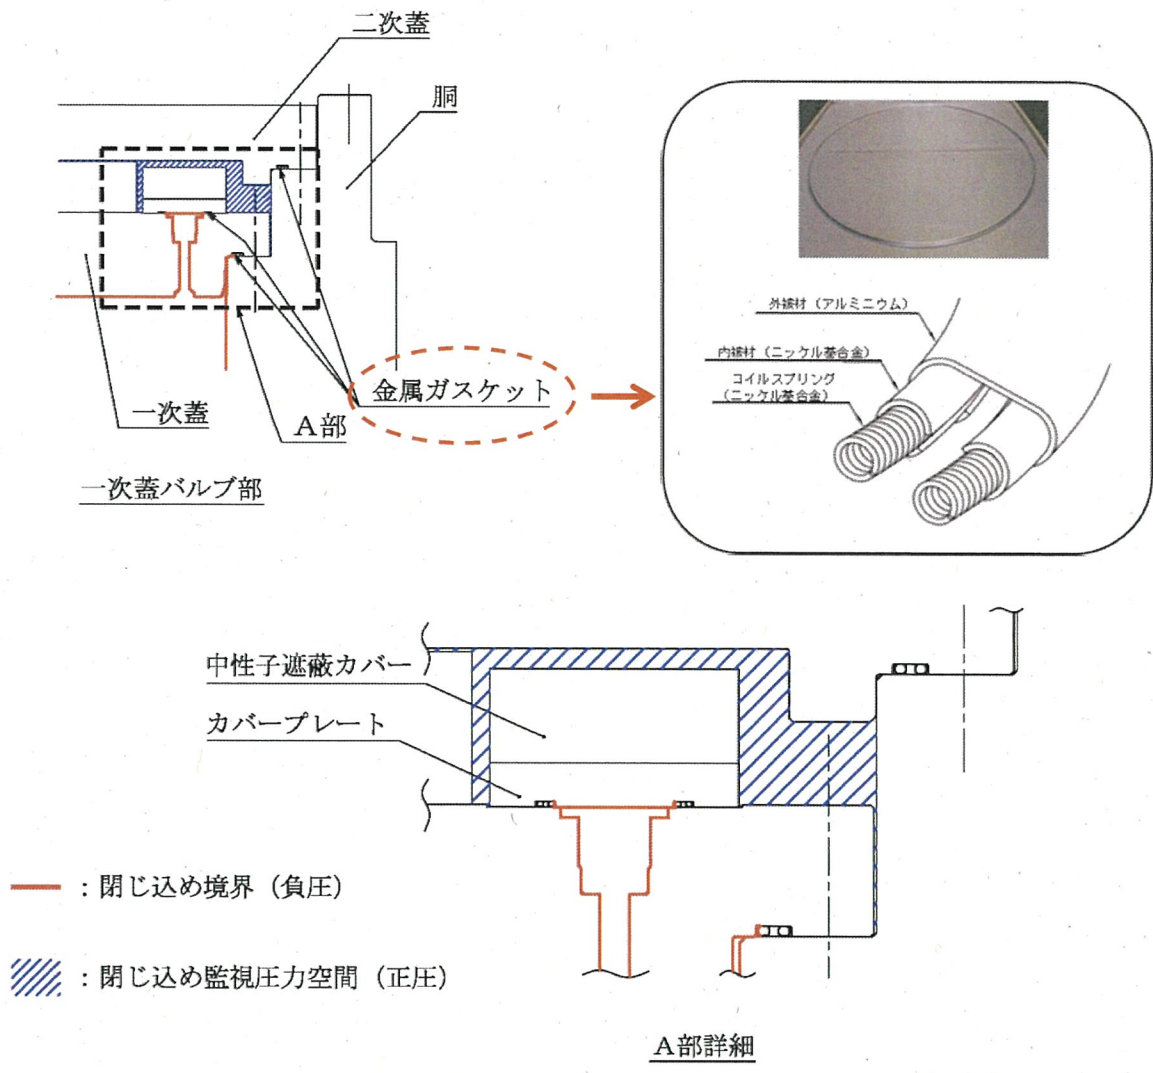 二次蓋
胴
外被材（アルミニウム）
内被材（ニッケル基合金）
コイルスプリング
（ニッケル基合金）
金属ガスケット
一次蓋
A部
一次蓋バルブ部
中性子遮蔽カバー
カバープレート
：閉じ込め境界（負圧）
：閉じ込め監視圧力空間（正圧）
A部詳細